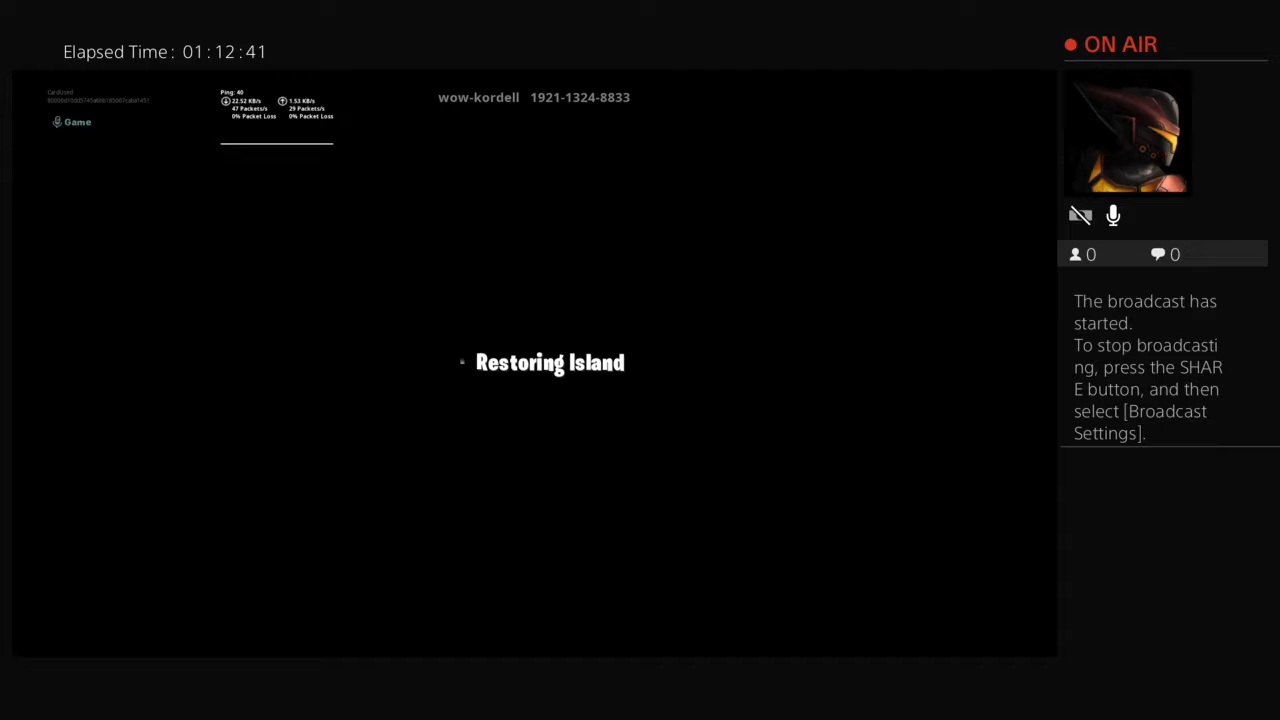 Elapsed Time: 01:12:41
ON AIR
CardUsed
Ping: 40
22.52 KB/s
1.53 KB/s
47 Packets/s
29 Packets/s
0% Packet Loss
0% Packet Loss
wow-kordell 1921-1324-8833
Game
0
0
The broadcast has
started.
To stop broadcasti
ng, press the SHAR
E button, and then
select [Broadcast
Settings].
Restoring Island